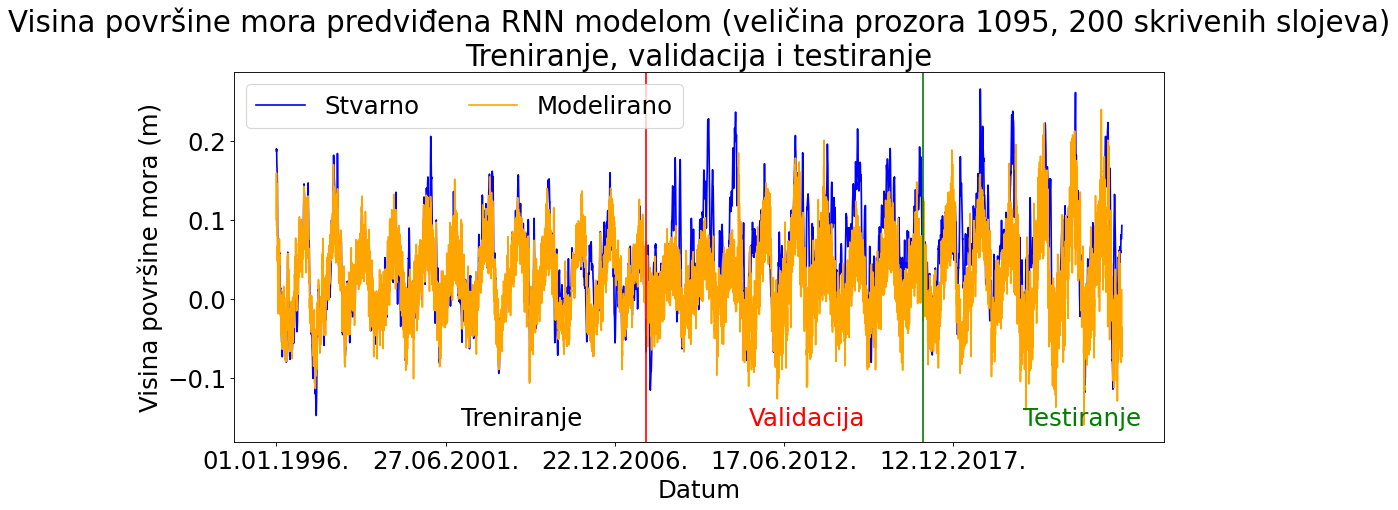 Visina površine mora predviđena RNN modelom (veličina prozora 1095, 200 skrivenih slojeva)
Treniranje, validacija i testiranje
Stvarno
Modelirano
Visina površine mora (m)
0.2
0.1
0.0
−0.1
Treniranje
Validacija
Testiranje
01.01.1996.
27.06.2001.
22.12.2006.
17.06.2012.
12.12.2017.
Datum